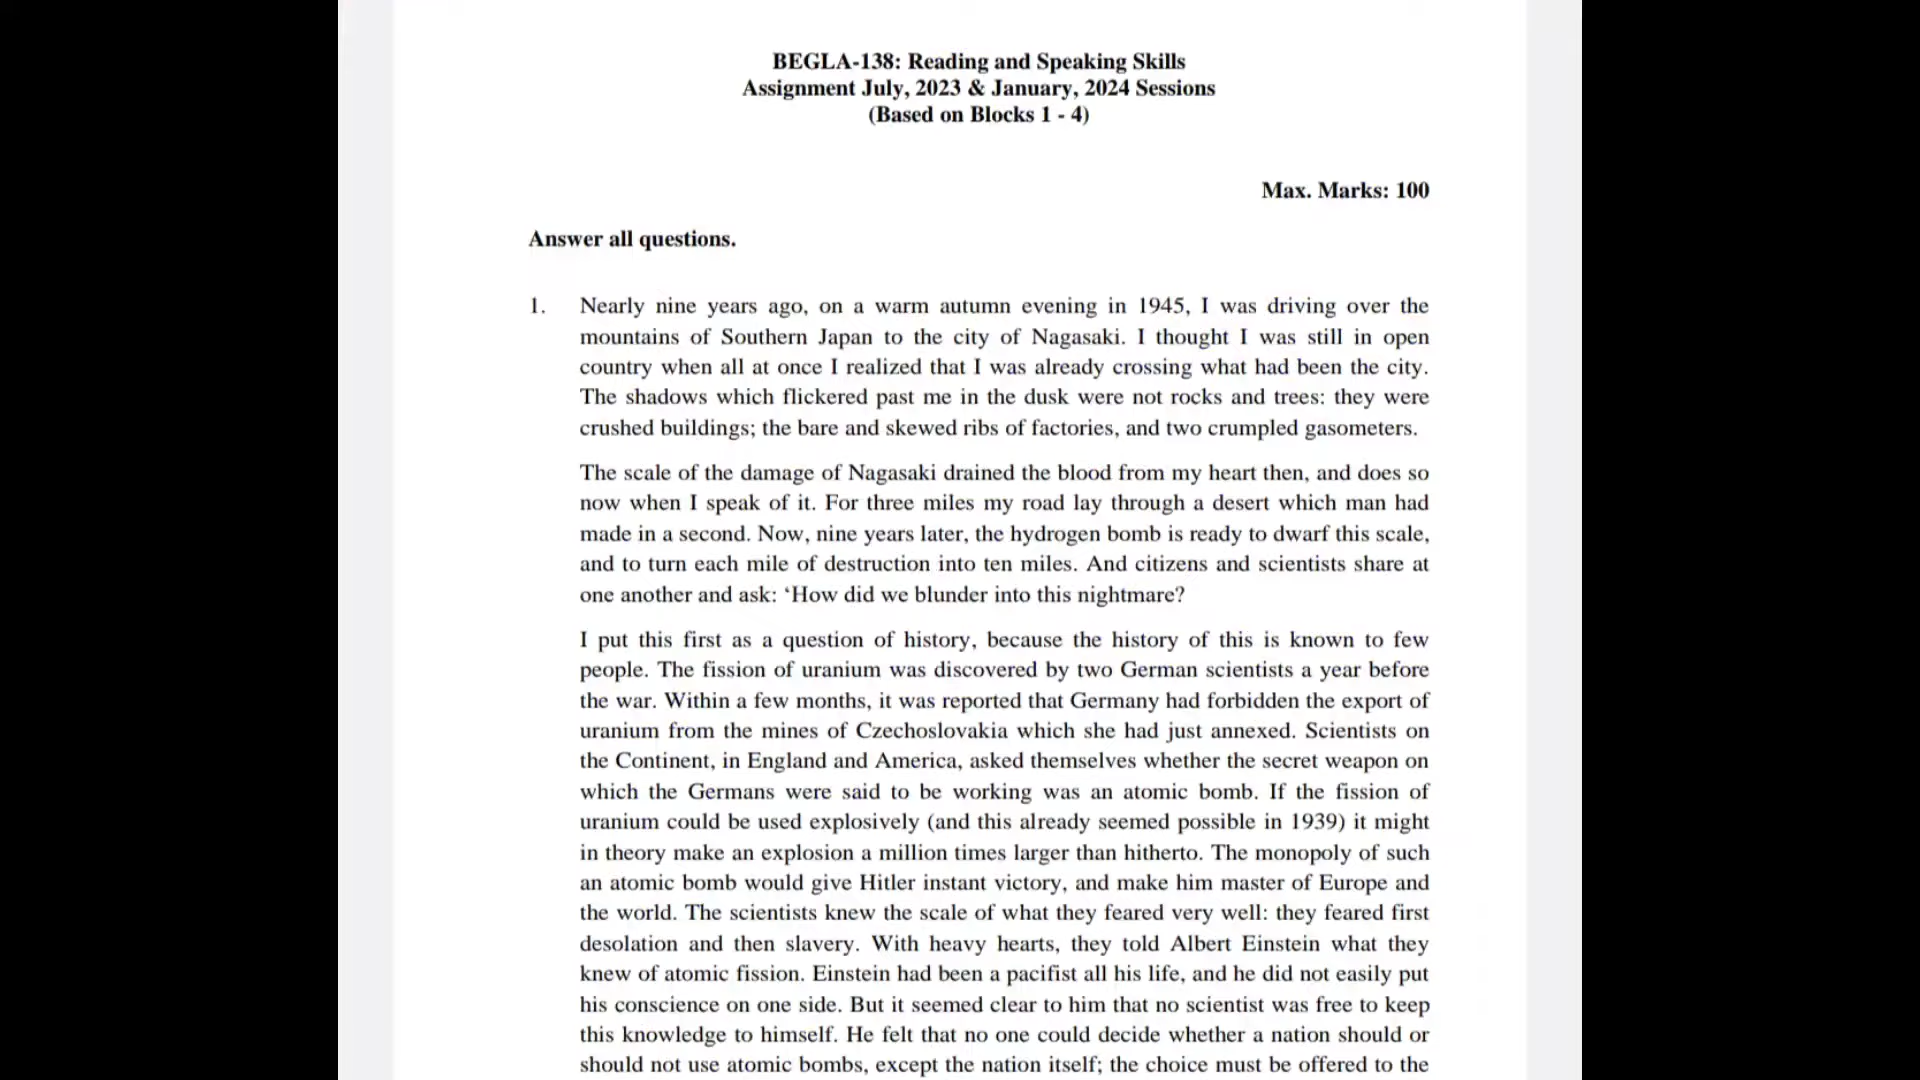 BEGLA-138: Reading and Speaking Skills
Assignment July, 2023 & January, 2024 Sessions
(Based on Blocks 1 - 4)
Max. Marks: 100
Answer all questions.
1. Nearly nine years ago, on a warm autumn evening in 1945, I was driving over the
mountains of Southern Japan to the city of Nagasaki. I thought I was still in open
country when all at once I realized that I was already crossing what had been the city.
The shadows which flickered past me in the dusk were not rocks and trees: they were
crushed buildings; the bare and skewed ribs of factories, and two crumpled gasometers.
The scale of the damage of Nagasaki drained the blood from my heart then, and does so
now when I speak of it. For three miles my road lay through a desert which man had
made in a second. Now, nine years later, the hydrogen bomb is ready to dwarf this scale,
and to turn each mile of destruction into ten miles. And citizens and scientists share at
one another and ask: ‘How did we blunder into this nightmare?
I put this first as a question of history, because the history of this is known to few
people. The fission of uranium was discovered by two German scientists a year before
the war. Within a few months, it was reported that Germany had forbidden the export of
uranium from the mines of Czechoslovakia which she had just annexed. Scientists on
the Continent, in England and America, asked themselves whether the secret weapon on
which the Germans were said to be working was an atomic bomb. If the fission of
uranium could be used explosively (and this already seemed possible in 1939) it might
in theory make an explosion a million times larger than hitherto. The monopoly of such
an atomic bomb would give Hitler instant victory, and make him master of Europe and
the world. The scientists knew the scale of what they feared very well: they feared first
desolation and then slavery. With heavy hearts, they told Albert Einstein what they
knew of atomic fission. Einstein had been a pacifist all his life, and he did not easily put
his conscience on one side. But it seemed clear to him that no scientist was free to keep
this knowledge to himself. He felt that no one could decide whether a nation should or
should not use atomic bombs, except the nation itself; the choice must be offered to the